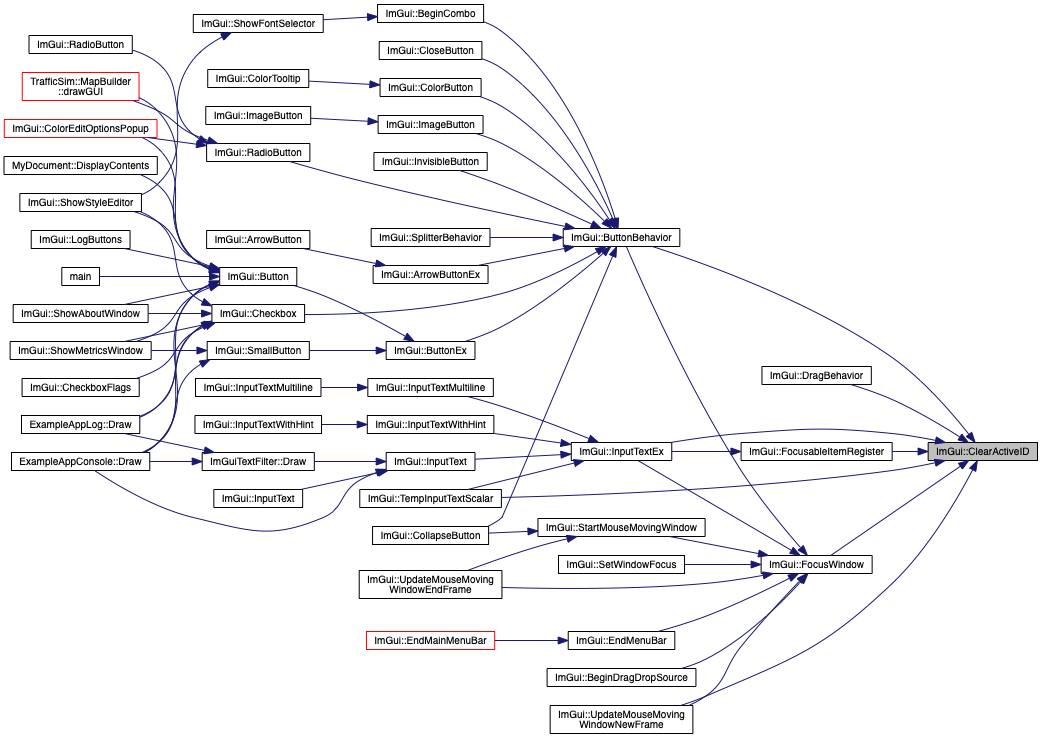 ImGui::BeginCombo
ImGui::ShowFontSelector
ImGui::RadioButton
ImGui::CloseButton
TrafficSim::MapBuilder
::drawGUI
ImGui::ColorTooltip
ImGui::ColorButton
ImGui::ImageButton
ImGui::ImageButton
ImGui::ColorEditOptionsPopup
ImGui::RadioButton
ImGui::InvisibleButton
MyDocument::DisplayContents
ImGui::ShowStyleEditor
ImGui::LogButtons
ImGui::ArrowButton
ImGui::SplitterBehavior
ImGui::ButtonBehavior
main
ImGui::Button
ImGui::ArrowButtonEx
ImGui::ShowAboutWindow
ImGui::Checkbox
ImGui::ShowMetricsWindow
ImGui::SmallButton
ImGui::ButtonEx
ImGui::DragBehavior
ImGui::CheckboxFlags
ImGui::InputTextMultiline
ImGui::InputTextMultiline
ExampleAppLog::Draw
ImGui::InputTextWithHint
ImGui::InputTextWithHint
ImGui::InputTextEx
ImGui::FocusableItemRegister
ImGui::ClearActiveID
ExampleAppConsole::Draw
ImGuiTextFilter::Draw
ImGui::InputText
ImGui::InputText
ImGui::TempInputTextScalar
ImGui::CollapseButton
ImGui::StartMouseMovingWindow
ImGui::SetWindowFocus
ImGui::FocusWindow
ImGui::UpdateMouseMoving
WindowEndFrame
ImGui::EndMainMenuBar
ImGui::EndMenuBar
ImGui::BeginDragDropSource
ImGui::UpdateMouseMoving
WindowNewFrame